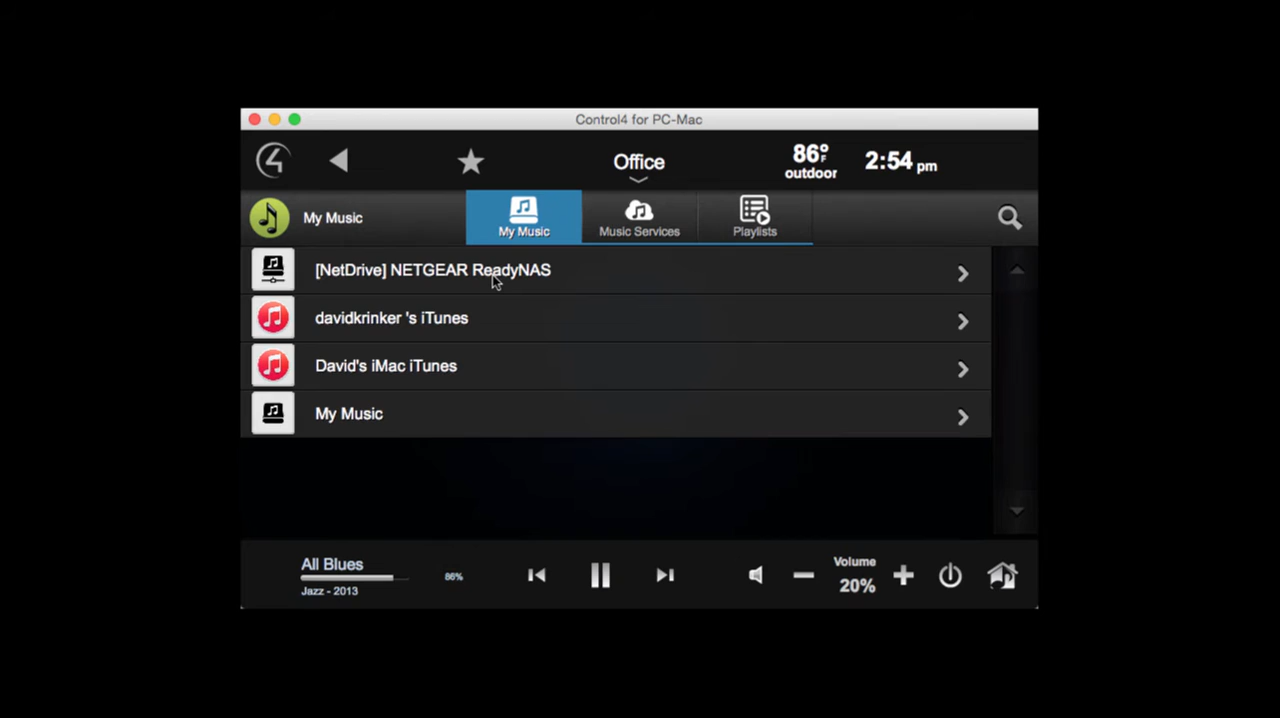 Control4 for PC-Mac
Office
86°F
outdoor
2:54 pm
My Music
My Music
Music Services
Playlists
[NetDrive] NETGEAR ReadyNAS
davidkrinker 's iTunes
David's iMac iTunes
My Music
All Blues
86%
Jazz - 2013
Volume
20%